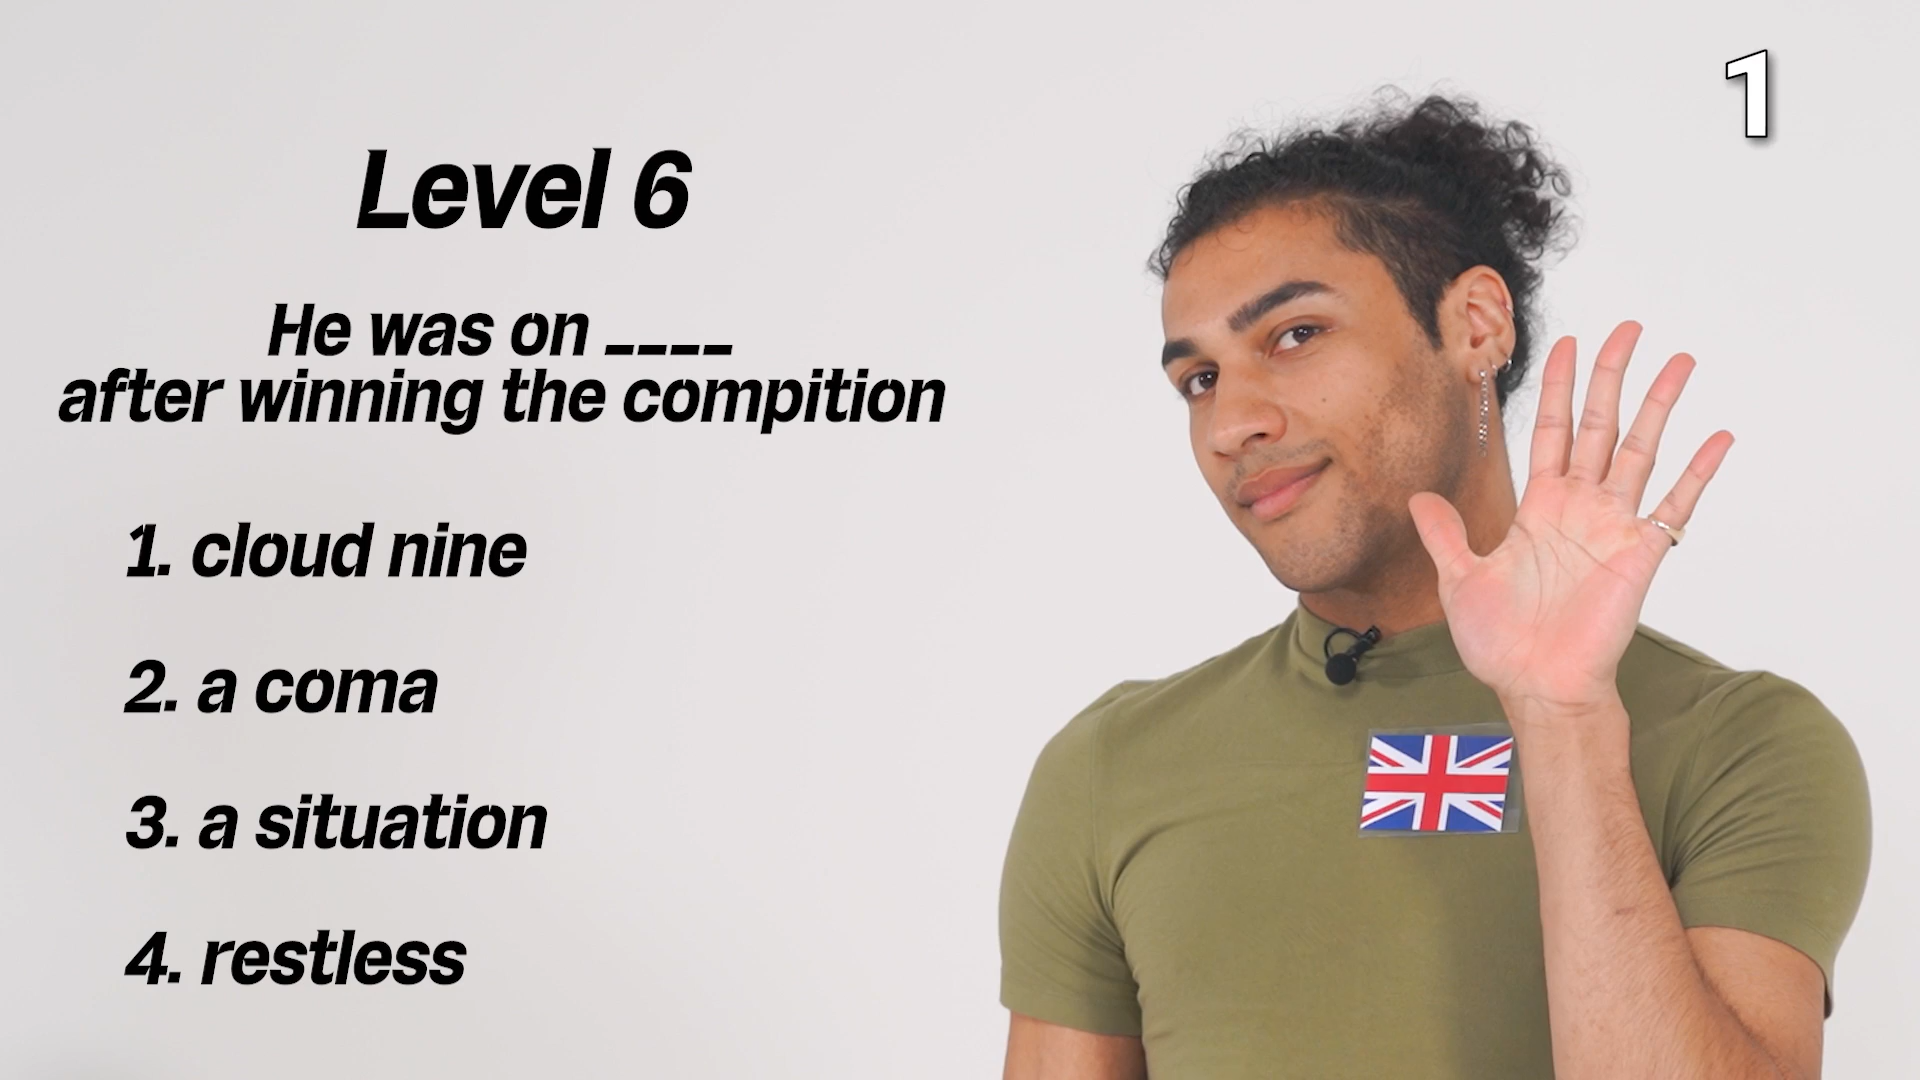 1
Level 6
He was on ____
after winning the compition
1. cloud nine
2. a coma
3. a situation
4. restless